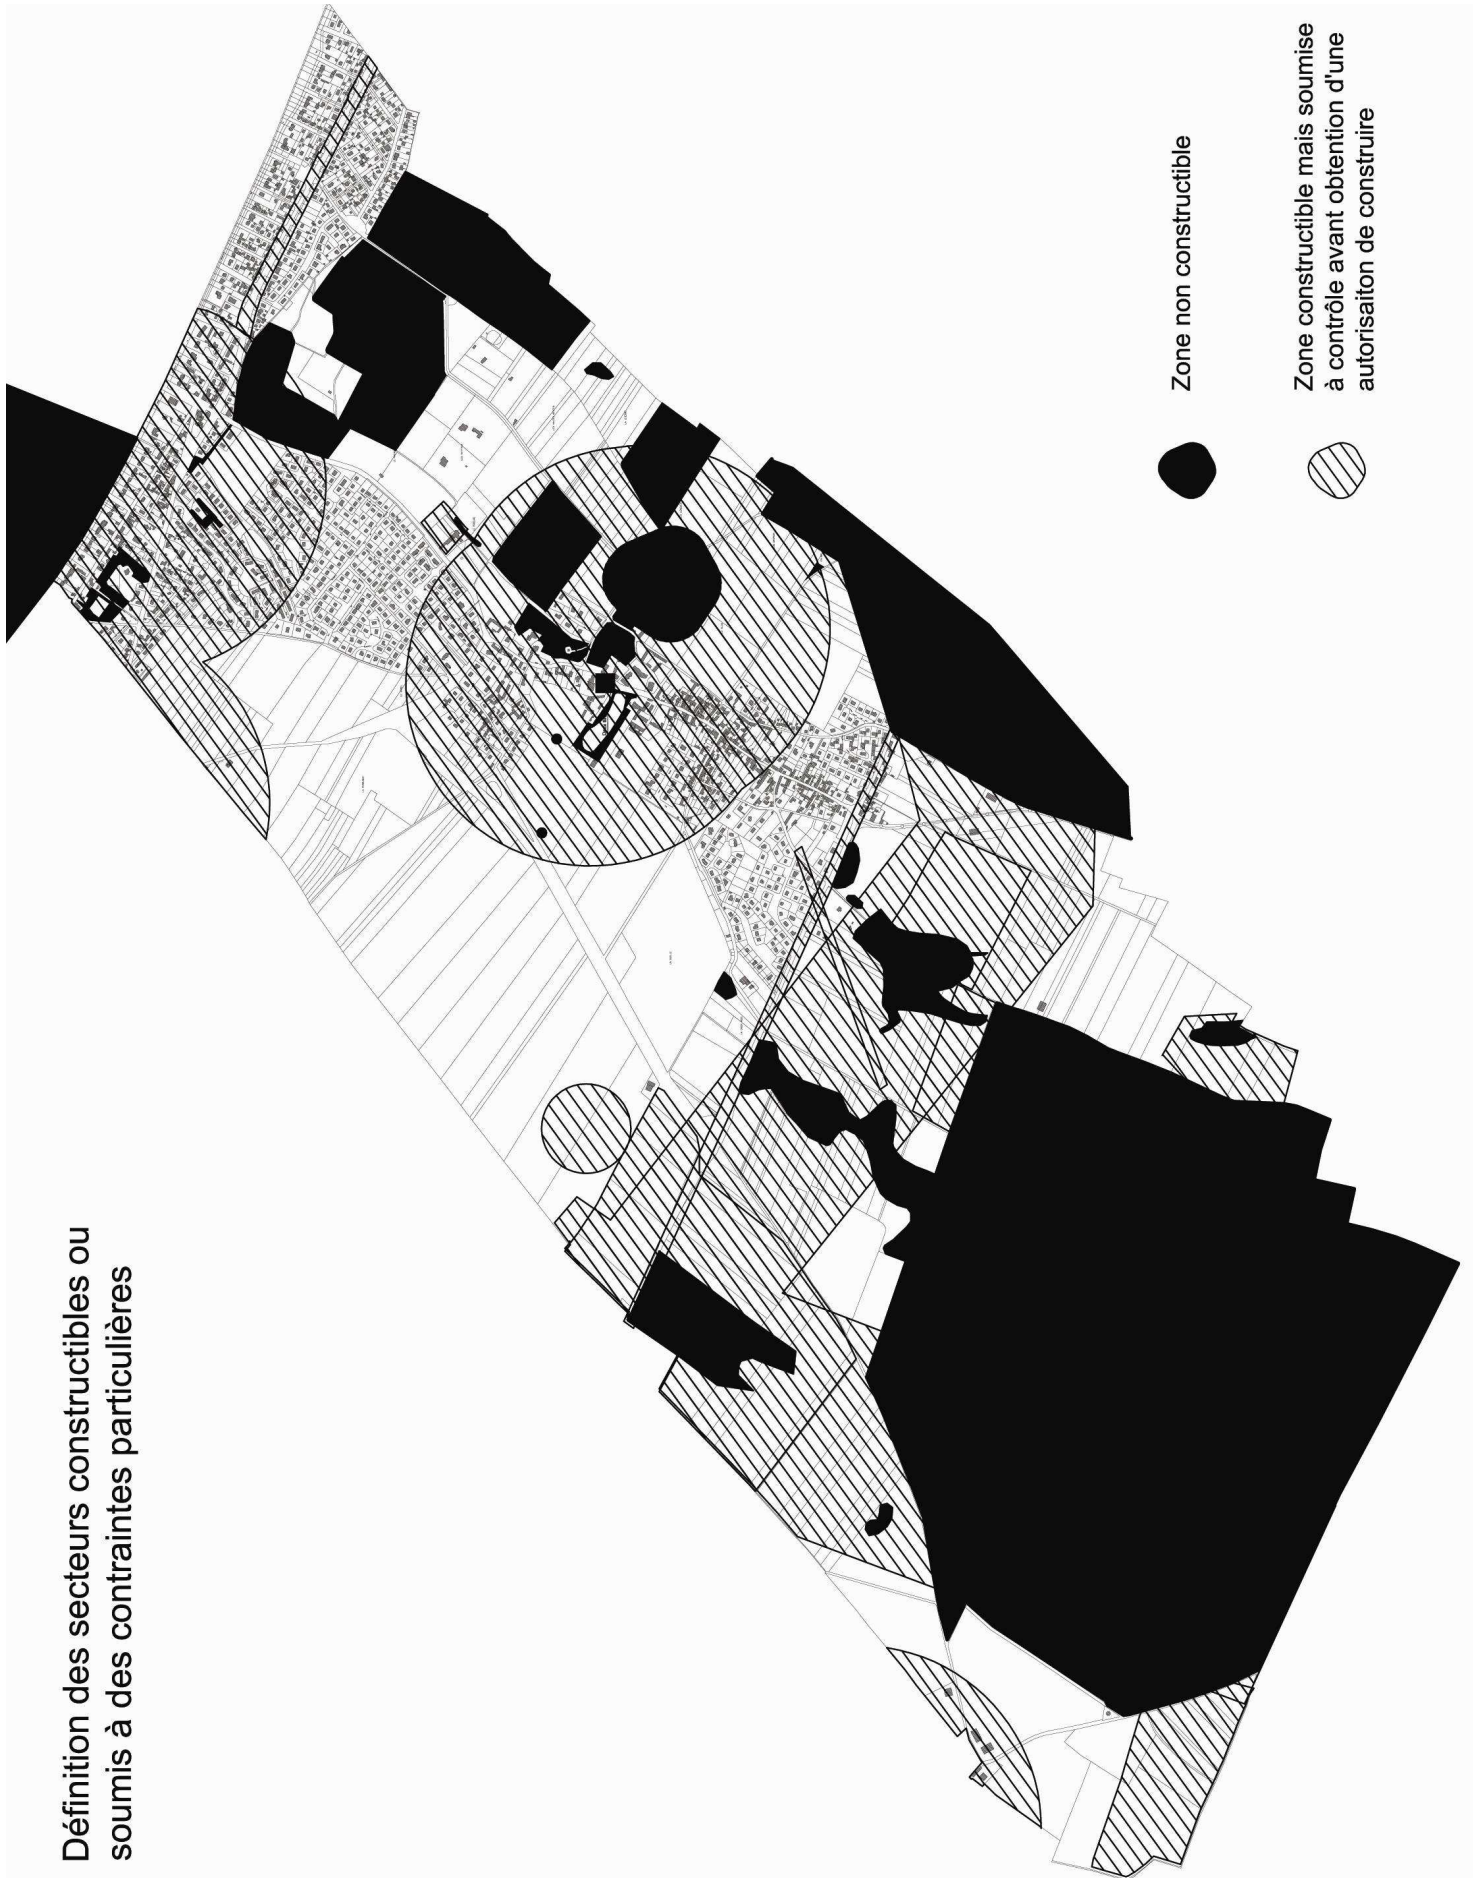 Définition des secteurs constructibles ou
soumis à des contraintes particulières
Zone non constructible
Zone constructible mais soumise
à contrôle avant obtention d'une
autorisaiton de construire